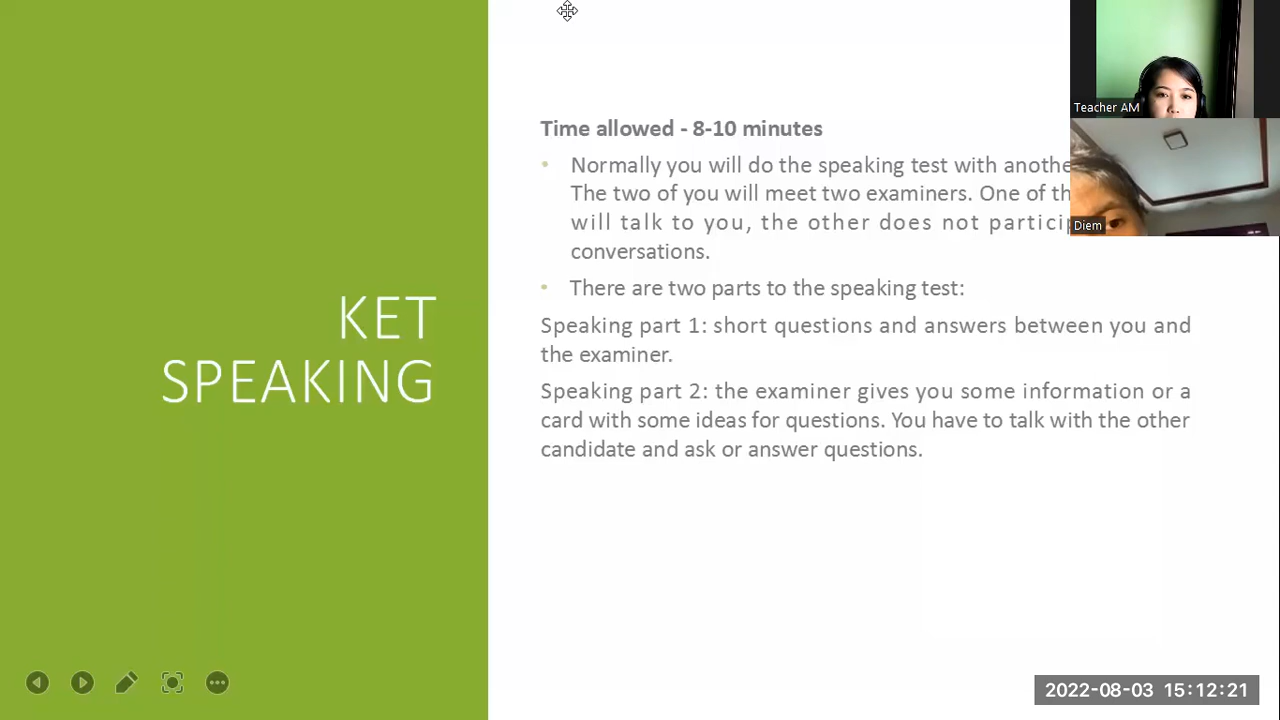 KET
SPEAKING
Time allowed - 8-10 minutes
Normally you will do the speaking test with
The two of you will meet two examiners. One of
will talk to you, the other does not
conversations.
There are two parts to the speaking test:
Speaking part 1: short questions and answers between you and
the examiner.
Speaking part 2: the examiner gives you some information or a
card with some ideas for questions. You have to talk with the other
candidate and ask or answer questions.
Teacher AM
Diem
2022-08-03 15:12:21